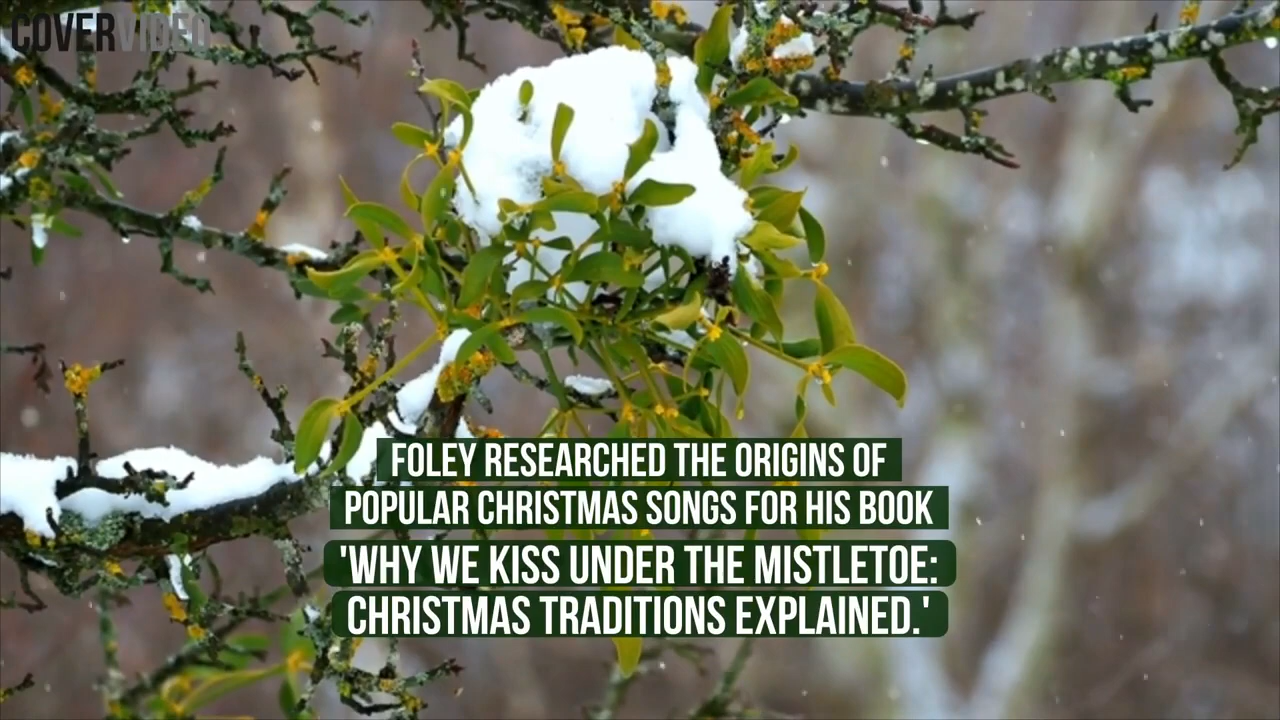 COVERVIDEO
FOLEY RESEARCHED THE ORIGINS OF
POPULAR CHRISTMAS SONGS FOR HIS BOOK
'WHY WE KISS UNDER THE MISTLETOE:
CHRISTMAS TRADITIONS EXPLAINED.'